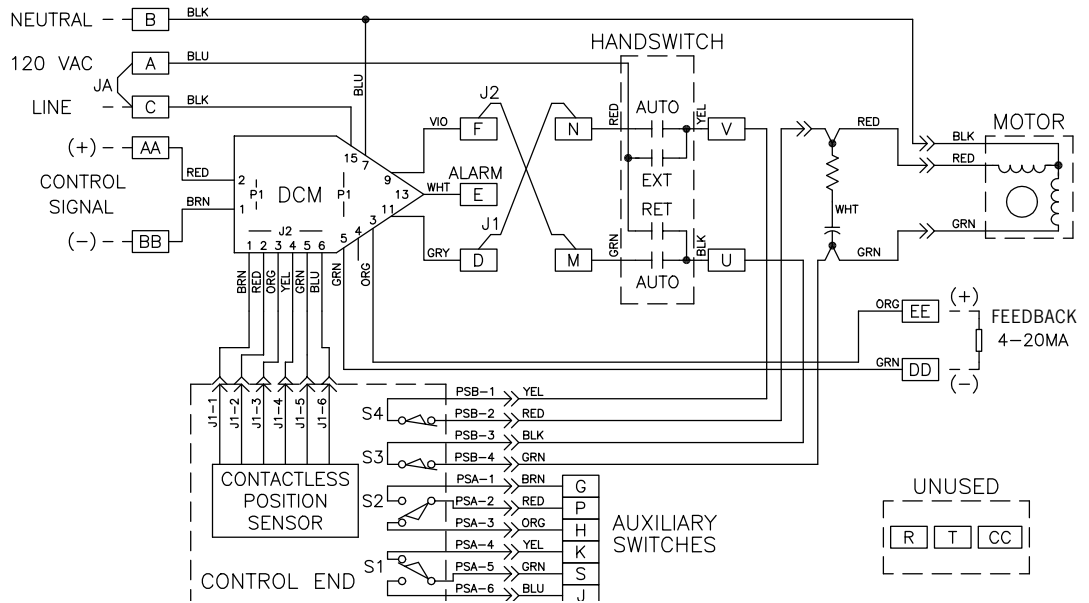 NEUTRAL B BLK
120 VAC A BLU
JA
LINE C BLK
BLU
HANDSWITCH
AUTO
EXT
RET
AUTO
RED
YEL
GRN
BLK
V
U
(+) AA
RED
CONTROL
SIGNAL
BRN
(-) BB
DCM
P1
P1
2
1
15
7
9
13
11
3
4
5
J2
1 2 3 4 5 6
BRN
RED
ORG
YEL
GRN
BLU
GRN
ORG
VIO
F
J2
N
ALARM
WHT
E
J1
GRY
D
M
RED
WHT
GRN
MOTOR
BLK
RED
GRN
ORG EE (+)
FEEDBACK
4-20MA
GRN DD (-)
J1-1
J1-2
J1-3
J1-4
J1-5
J1-6
CONTACTLESS
POSITION
SENSOR
CONTROL END
S4
S3
S2
S1
PSB-1 YEL
PSB-2 RED
PSB-3 BLK
PSB-4 GRN
PSA-1 BRN G
PSA-2 RED P
PSA-3 ORG H
PSA-4 YEL K
PSA-5 GRN S
PSA-6 BLU J
AUXILIARY
SWITCHES
UNUSED
R T CC